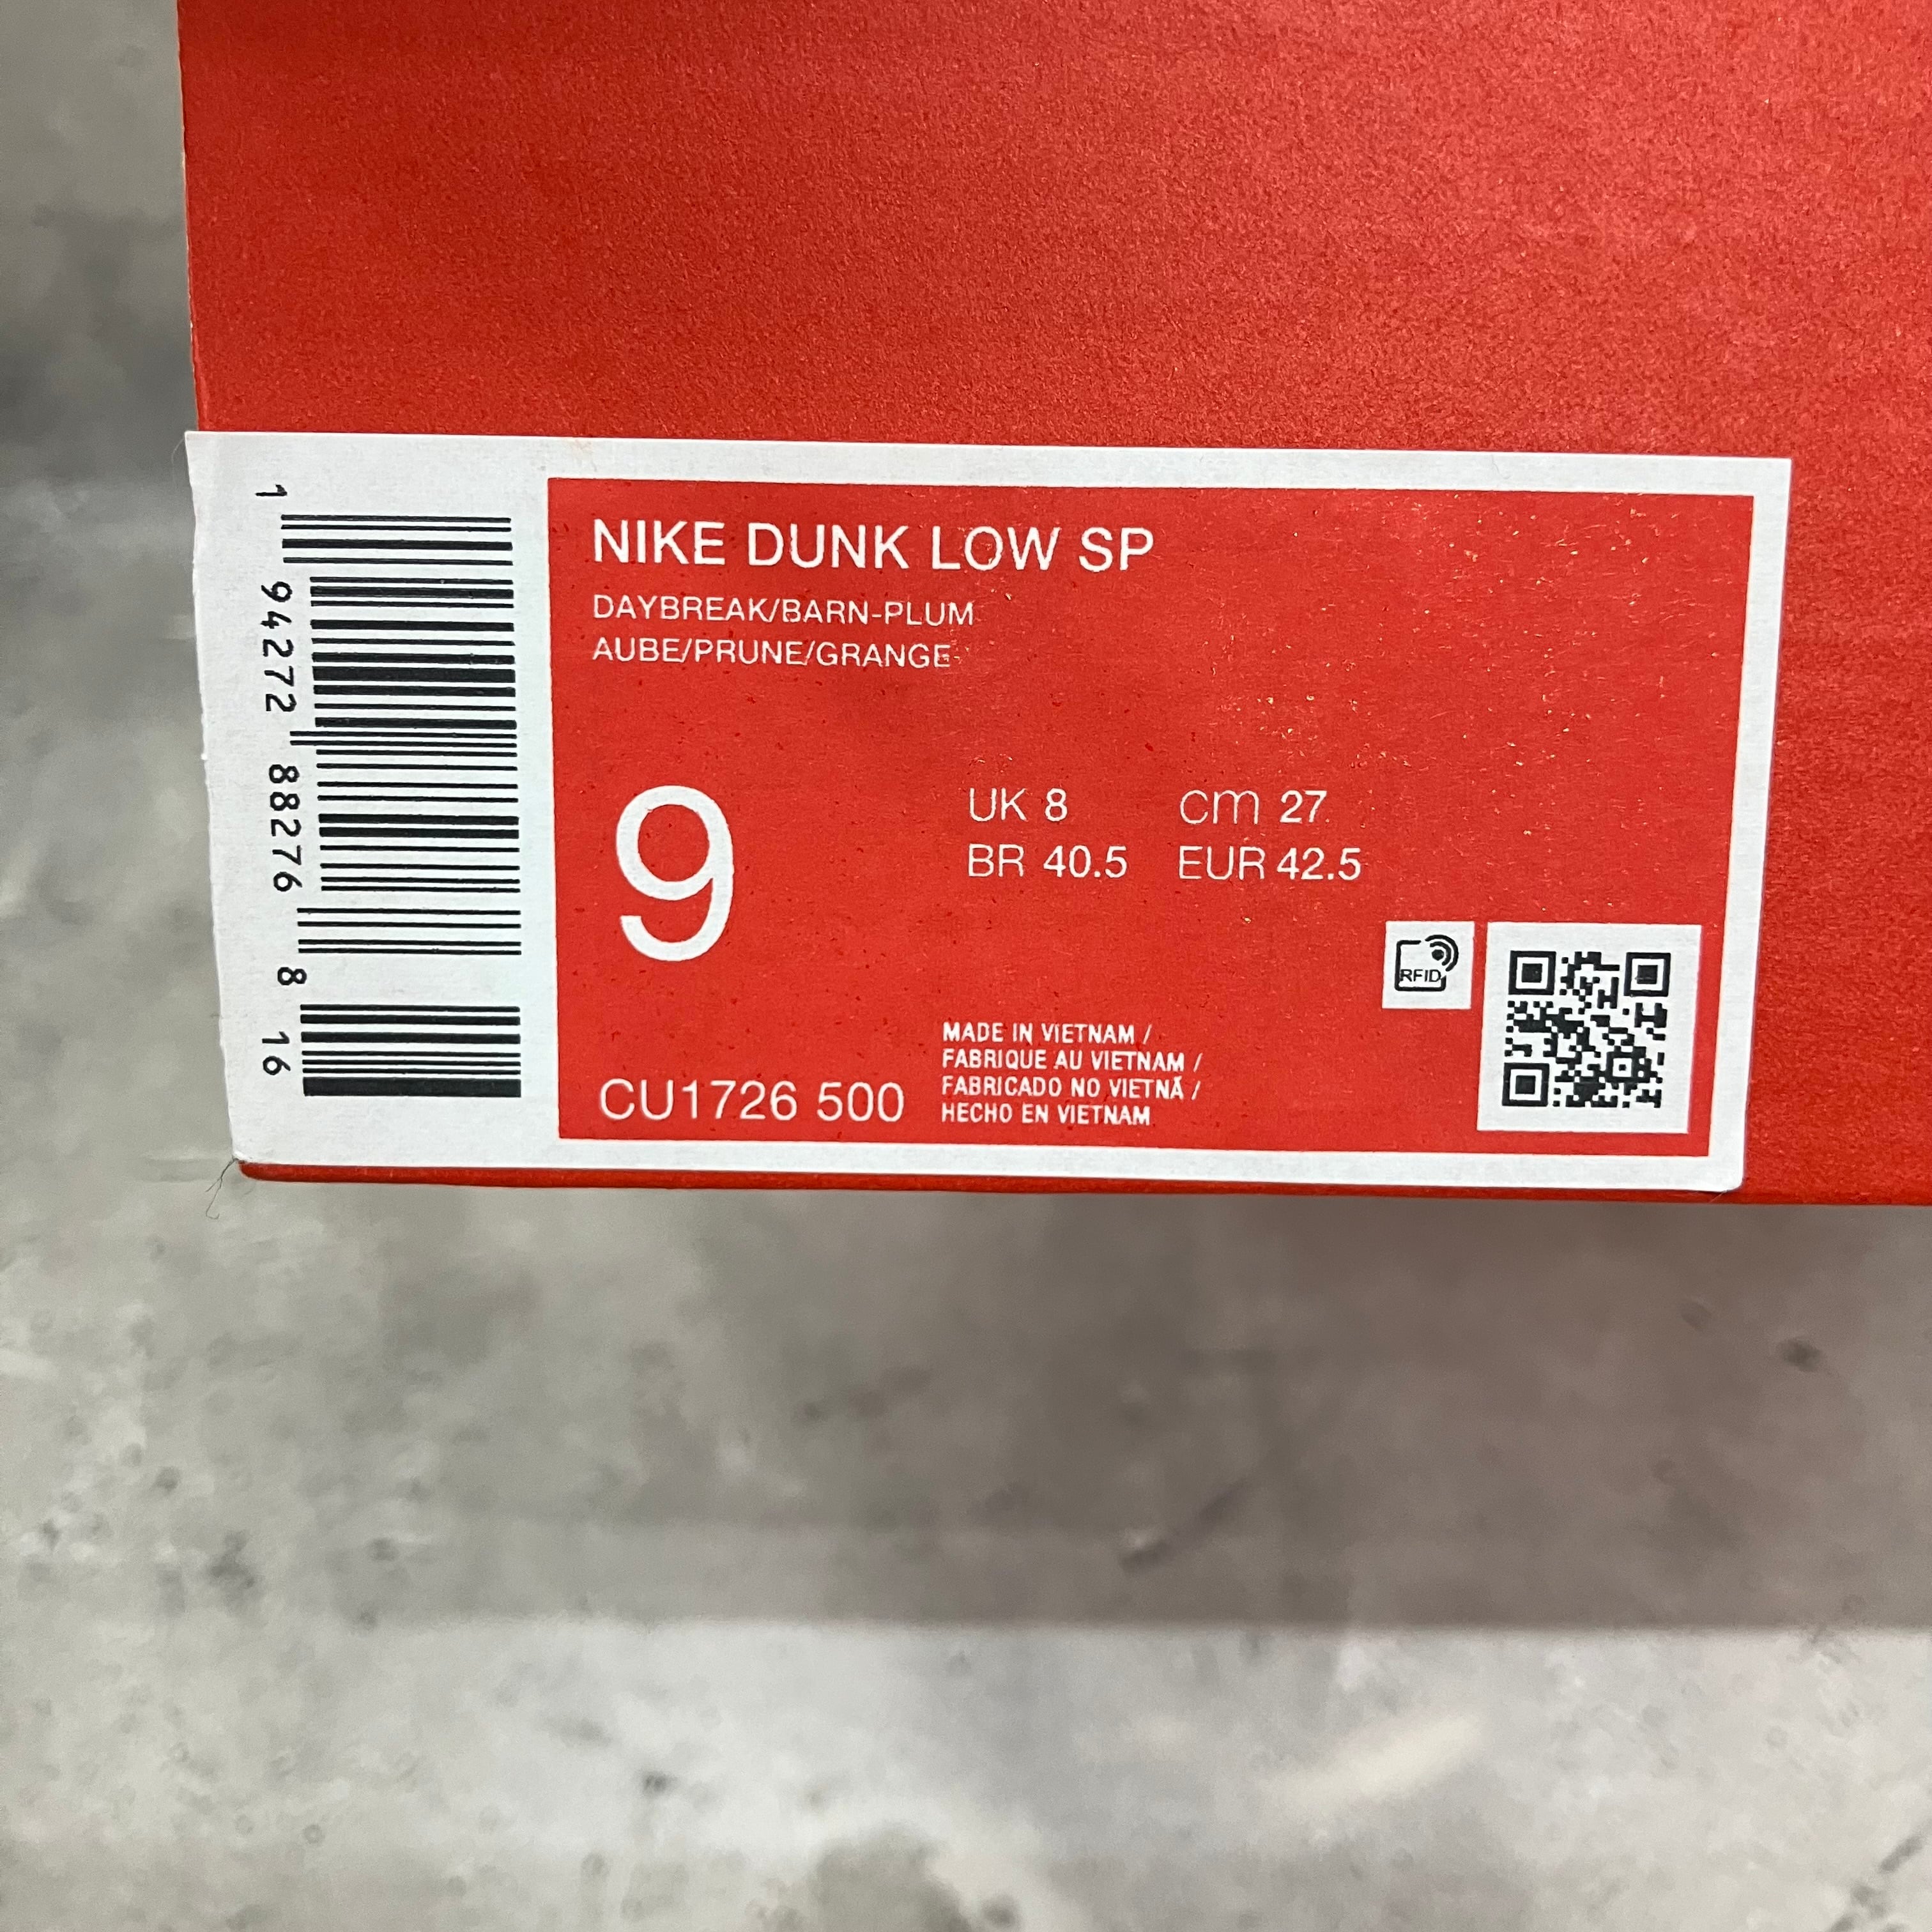 NIKE DUNK LOW SP
DAYBREAK/BARN-PLUM
AUBE/PRUNE/GRANGE-
9
UK 8 cm 27
BR 40.5 EUR 42.5
RFID
CU1726 500
MADE IN VIETNAM /
FABRIQUE AU VIETNAM /
FABRICADO NO VIETNÃ /
HECHO EN VIETNAM
1 94272 88276 8 16